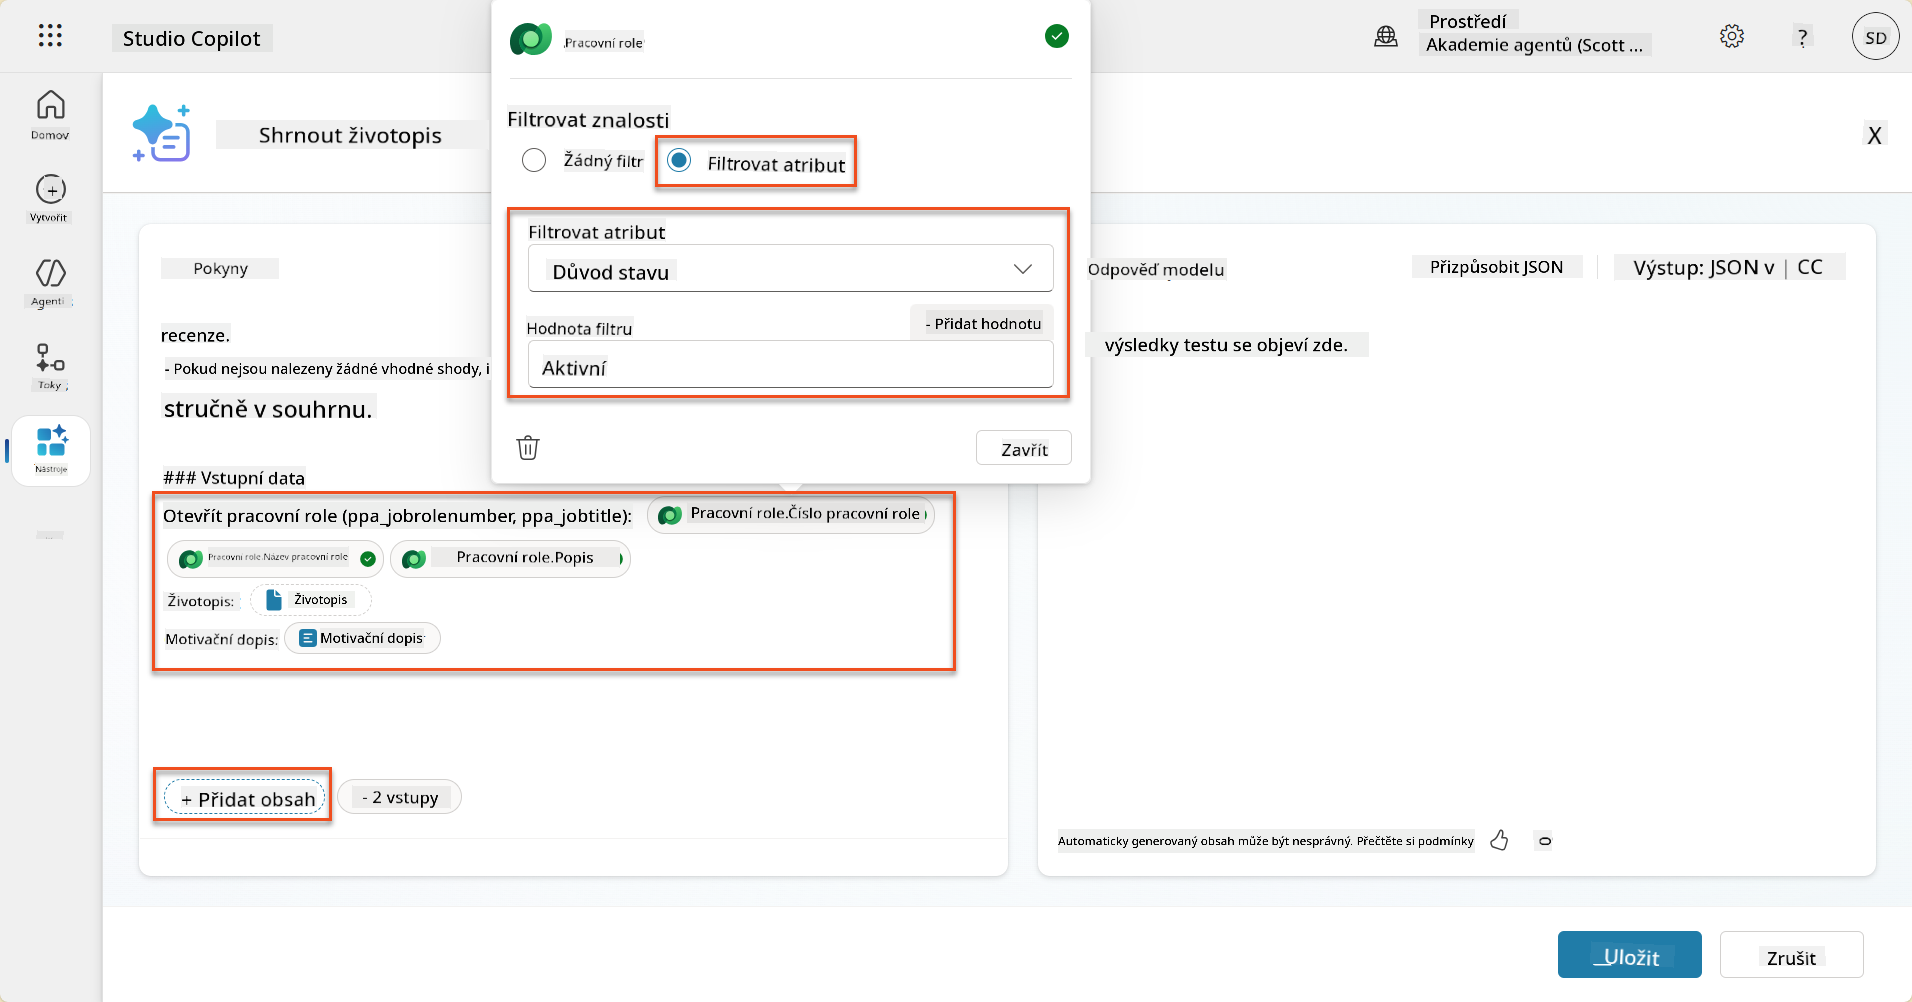 Studio Copilot
Pracovní role
Prostředí
Akademie agentů (Scott ...
?
SD
Domov
Vytvořit
Agenti
Toky
Nástroje
Shrnout životopis
X
Filtrovat znalosti
Žádný filtr
Filtrovat atribut
Filtrovat atribut
Důvod stavu
Hodnota filtru
- Přidat hodnotu
Aktivní
Zavřít
Pokyny
recenze.
- Pokud nejsou nalezeny žádné vhodné shody, i
stručně v souhrnu.
### Vstupní data
Otevřít pracovní role (ppa_jobrolenumber, ppa_jobtitle): Pracovní role.Číslo pracovní role
Pracovní role.Název pracovní role Pracovní role.Popis
Životopis: Životopis
Motivační dopis: Motivační dopis
+ Přidat obsah
- 2 vstupy
Odpověď modelu
Přizpůsobit JSON
Výstup: JSON v | CC
výsledky testu se objeví zde.
Automaticky generovaný obsah může být nesprávný. Přečtěte si podmínky
Uložit
Zrušit